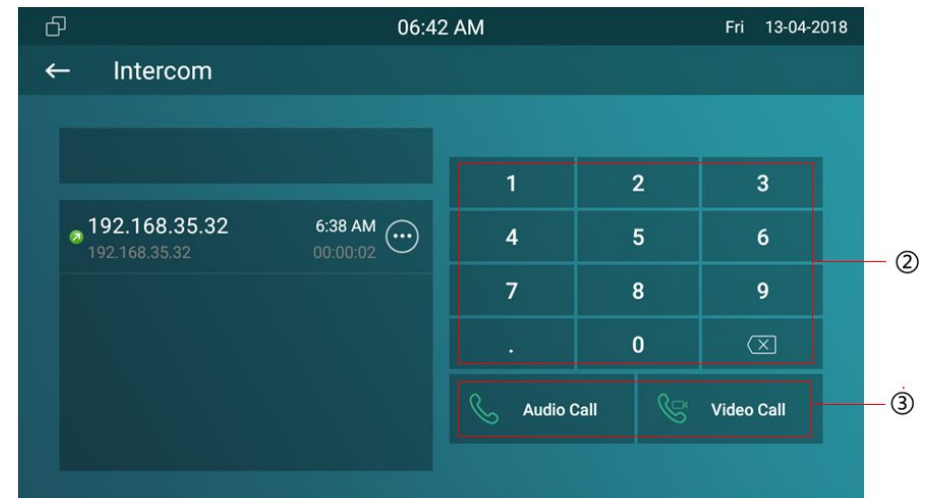 06:42 AM Fri 13-04-2018
← Intercom
1 2 3
192.168.35.32 6:38 AM
192.168.35.32 00:00:02
4 5 6
②
7 8 9
. 0
Audio Call Video Call
③